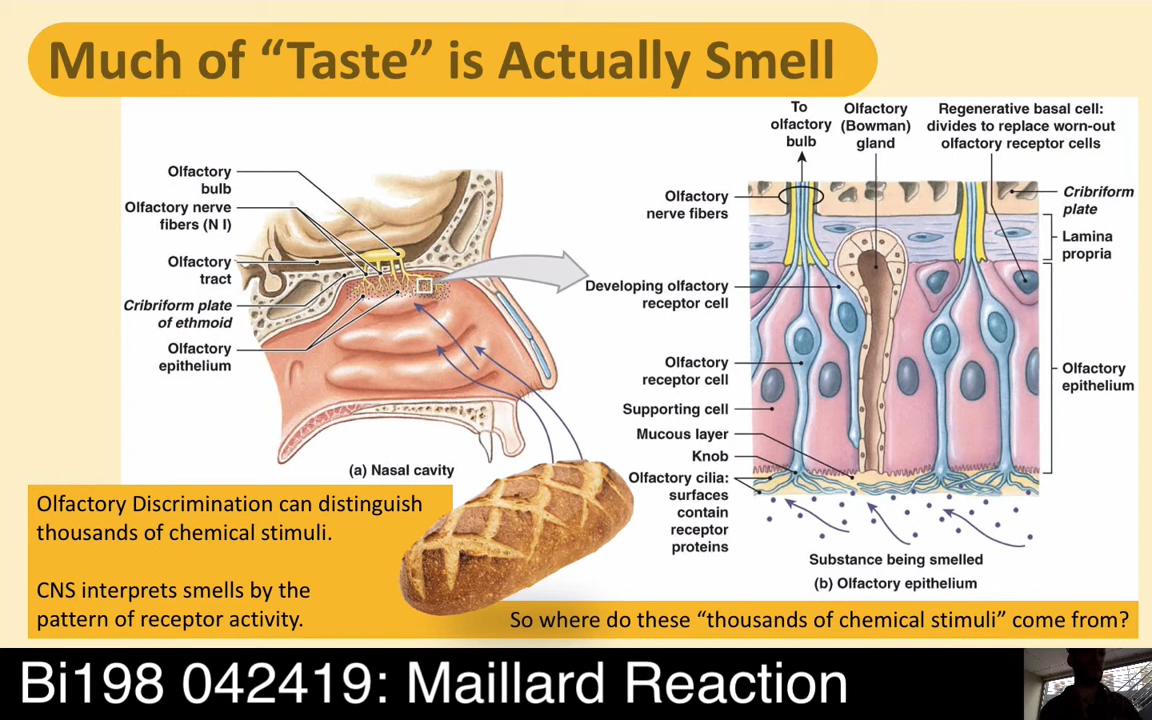 Much of “Taste” is Actually Smell
Olfactory
bulb
Olfactory nerve
fibers (N I)
Olfactory
tract
Cribriform plate
of ethmoid
Olfactory
epithelium
(a) Nasal cavity
To
olfactory
bulb
Olfactory
(Bowman)
gland
Regenerative basal cell:
divides to replace worn-out
olfactory receptor cells
Olfactory
nerve fibers
Developing olfactory
receptor cell
Olfactory
receptor cell
Supporting cell
Mucous layer
Knob
Olfactory cilia:
surfaces
contain
receptor
proteins
Cribriform
plate
Lamina
propria
Olfactory
epithelium
Substance being smelled
(b) Olfactory epithelium
Olfactory Discrimination can distinguish
thousands of chemical stimuli.
CNS interprets smells by the
pattern of receptor activity.
So where do these “thousands of chemical stimuli” come from?
Bi198 042419: Maillard Reaction